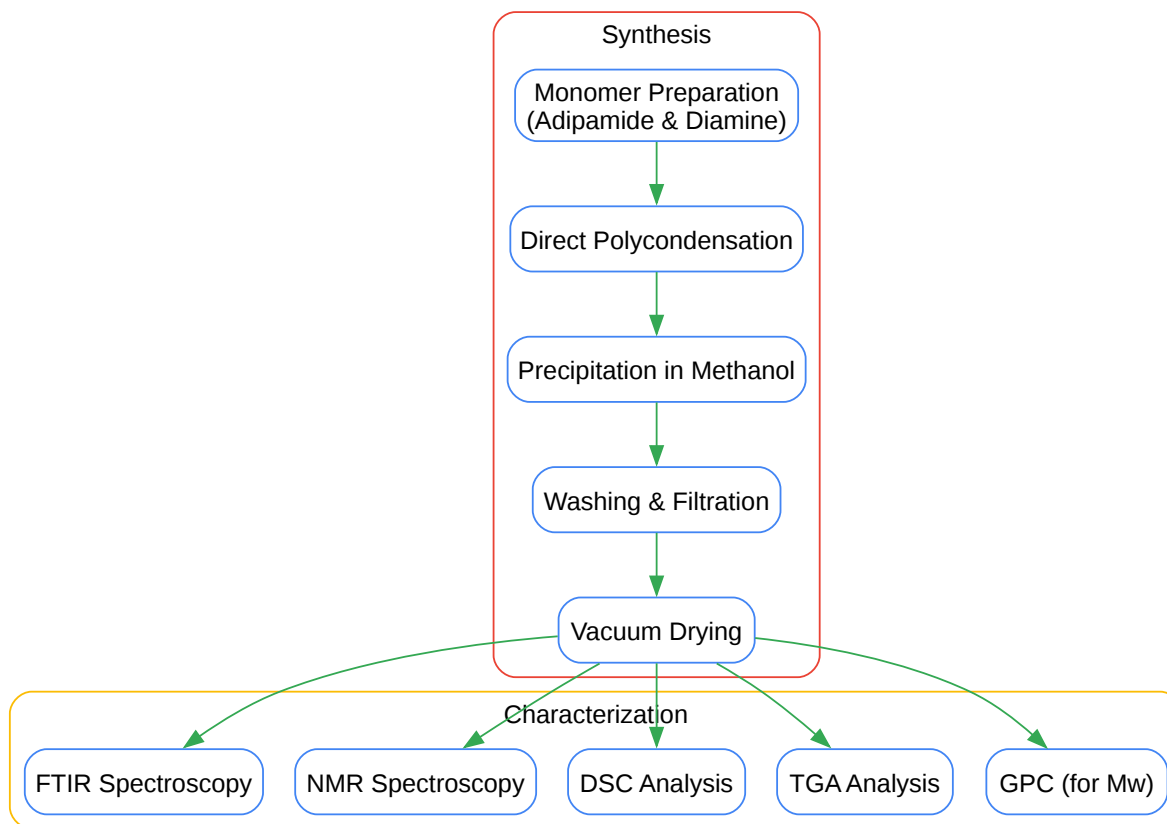 Synthesis
Monomer Preparation
(Adipamide & Diamine)
Direct Polycondensation
Precipitation in Methanol
Washing & Filtration
Vacuum Drying
Characterization
FTIR Spectroscopy
NMR Spectroscopy
DSC Analysis
TGA Analysis
GPC (for Mw)